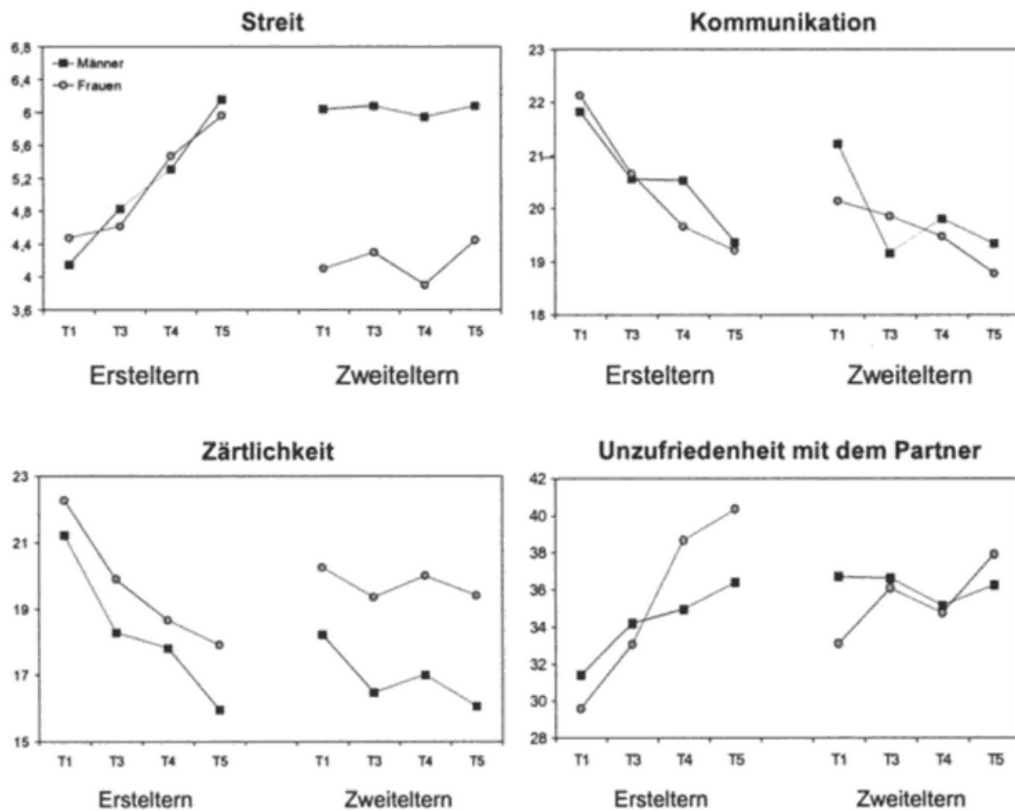 Streit
6,8
6,4
6
5,6
5,2
4,8
4,4
4
3,6
Männer
Frauen
T1 T3 T4 T5 T1 T3 T4 T5
Ersteltern Zweiteltern
Kommunikation
23
22
21
20
19
18
T1 T3 T4 T5 T1 T3 T4 T5
Ersteltern Zweiteltern
Zärtlichkeit
23
21
19
17
15
T1 T3 T4 T5 T1 T3 T4 T5
Ersteltern Zweiteltern
Unzufriedenheit mit dem Partner
42
40
38
36
34
32
30
28
T1 T3 T4 T5 T1 T3 T4 T5
Ersteltern Zweiteltern